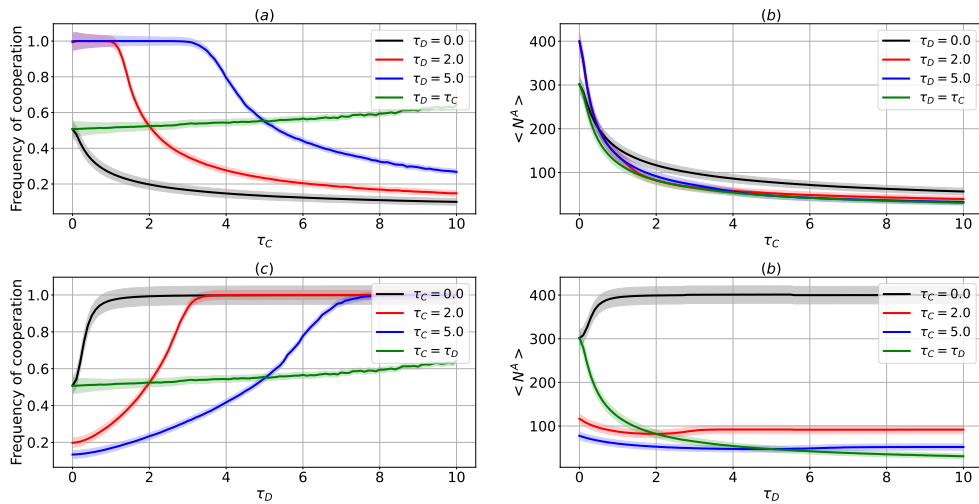 (a)
Frequency of cooperation
1.0
0.8
0.6
0.4
0.2
0 2 4 6 8 10
τ_C
τ_D = 0.0
τ_D = 2.0
τ_D = 5.0
τ_D = τ_C
(b)
<N^A>
400
300
200
100
0 2 4 6 8 10
τ_C
τ_D = 0.0
τ_D = 2.0
τ_D = 5.0
τ_D = τ_C
(c)
Frequency of cooperation
1.0
0.8
0.6
0.4
0.2
0 2 4 6 8 10
τ_D
τ_C = 0.0
τ_C = 2.0
τ_C = 5.0
τ_C = τ_D
(b)
<N^A>
400
300
200
100
0 2 4 6 8 10
τ_D
τ_C = 0.0
τ_C = 2.0
τ_C = 5.0
τ_C = τ_D